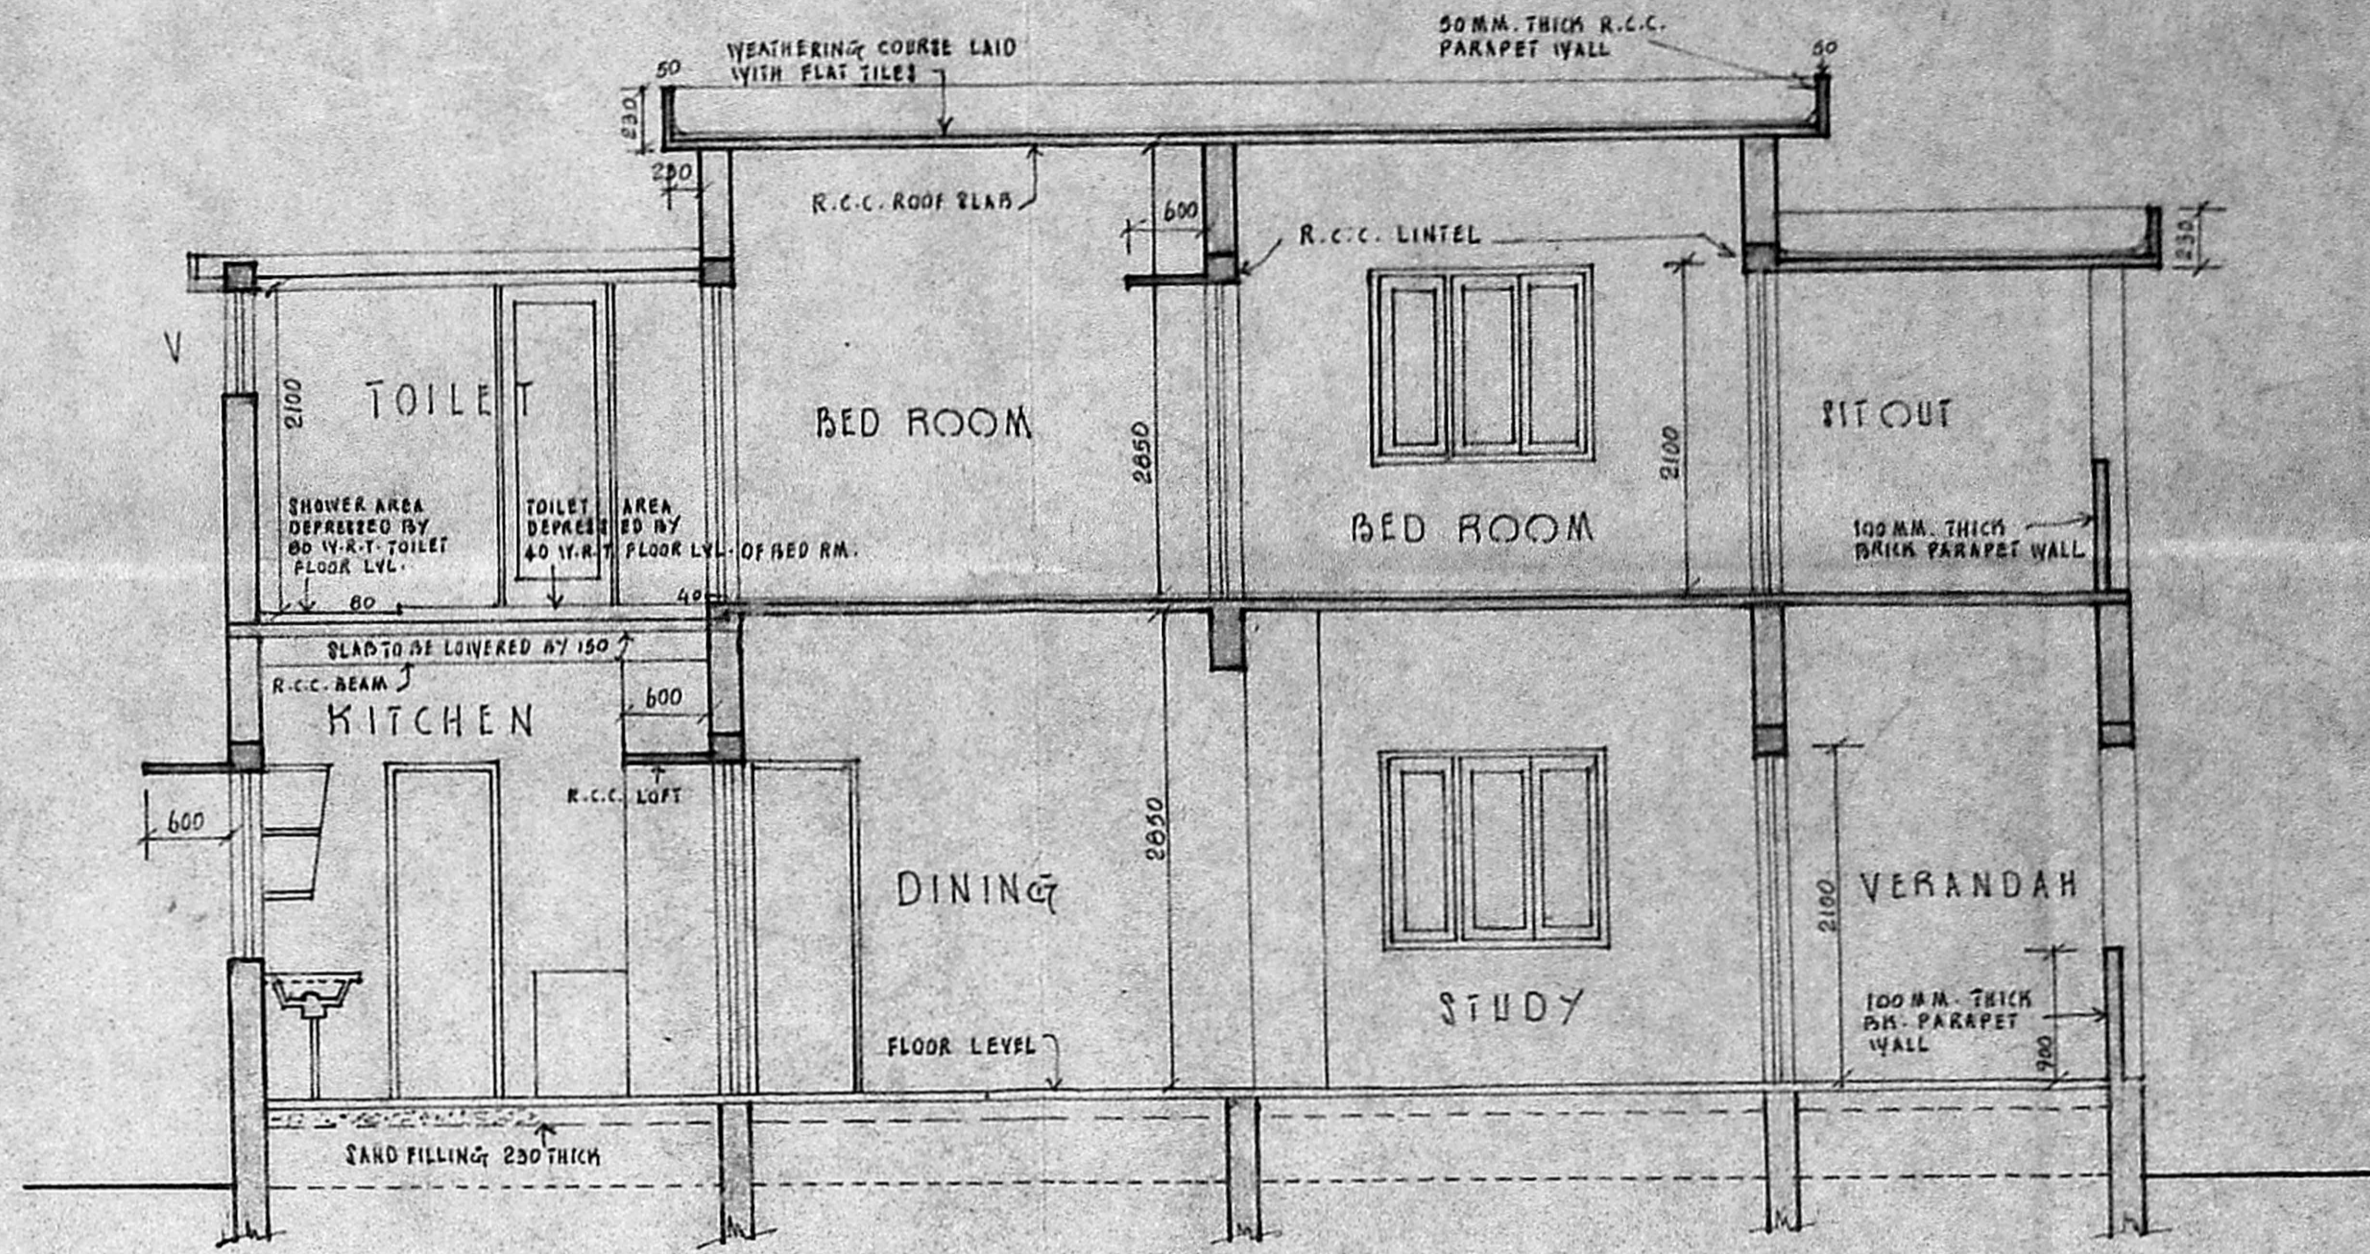 50 MM. THICK R.C.C.
PARAPET WALL
50
WEATHERING COURSE LAID
WITH FLAT TILES
50
230
230
R.C.C. ROOF SLAB
600
R.C.C. LINTEL
230
V
2100
TOILET
BED ROOM
2850
2100
SIT OUT
SHOWER AREA
DEPRESSED BY
80 W.R.T. TOILET
FLOOR LVL.
TOILET AREA
DEPRESSED BY
40 W.R.T FLOOR LVL. OF BED RM.
BED ROOM
100 MM. THICK
BRICK PARAPET WALL
80
40
SLAB TO BE LOWERED BY 150
R.C.C. BEAM
600
KITCHEN
R.C.C. LOFT
600
2850
DINING
2100
VERANDAH
STUDY
100 MM. THICK
BK. PARAPET
WALL
900
FLOOR LEVEL
SAND FILLING 230 THICK